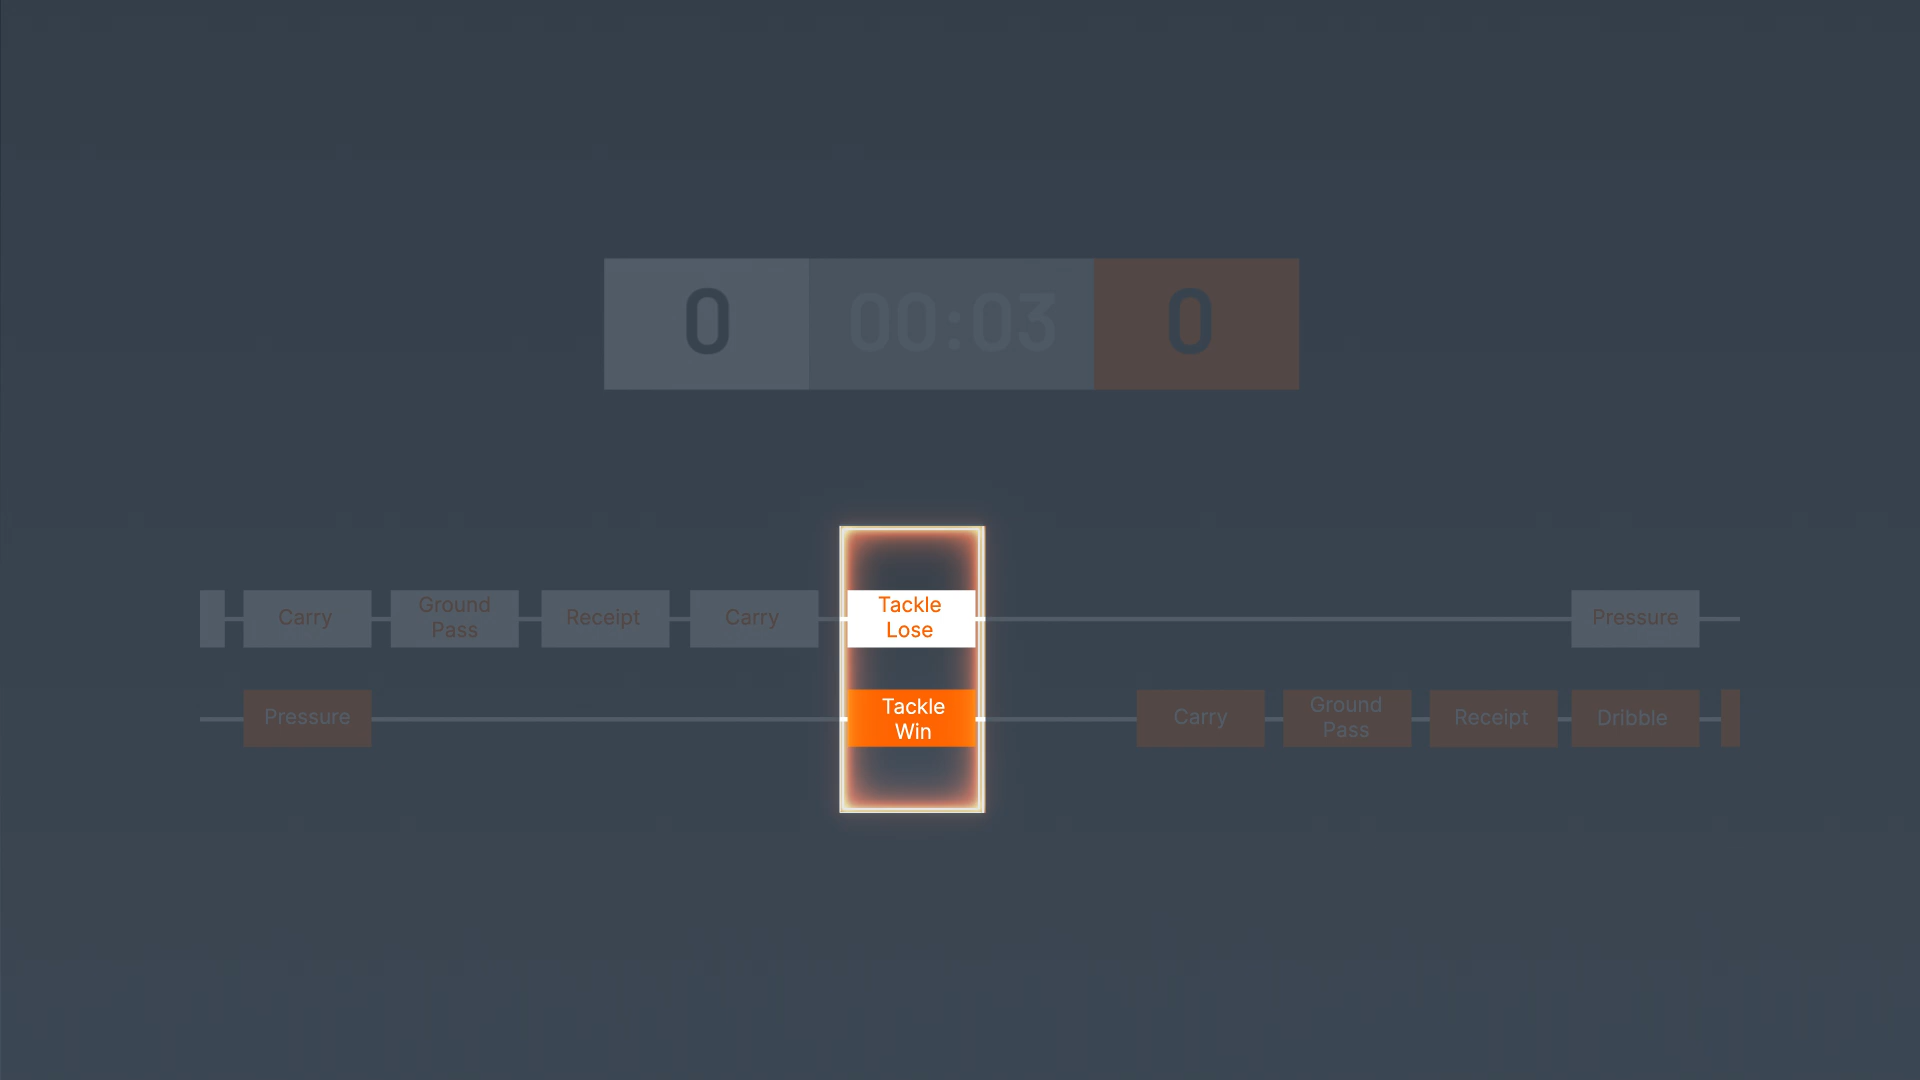 0 00:03 0
Carry
Ground
Pass
Receipt
Carry
Tackle
Lose
Pressure
Pressure
Tackle
Win
Carry
Ground
Pass
Receipt
Dribble